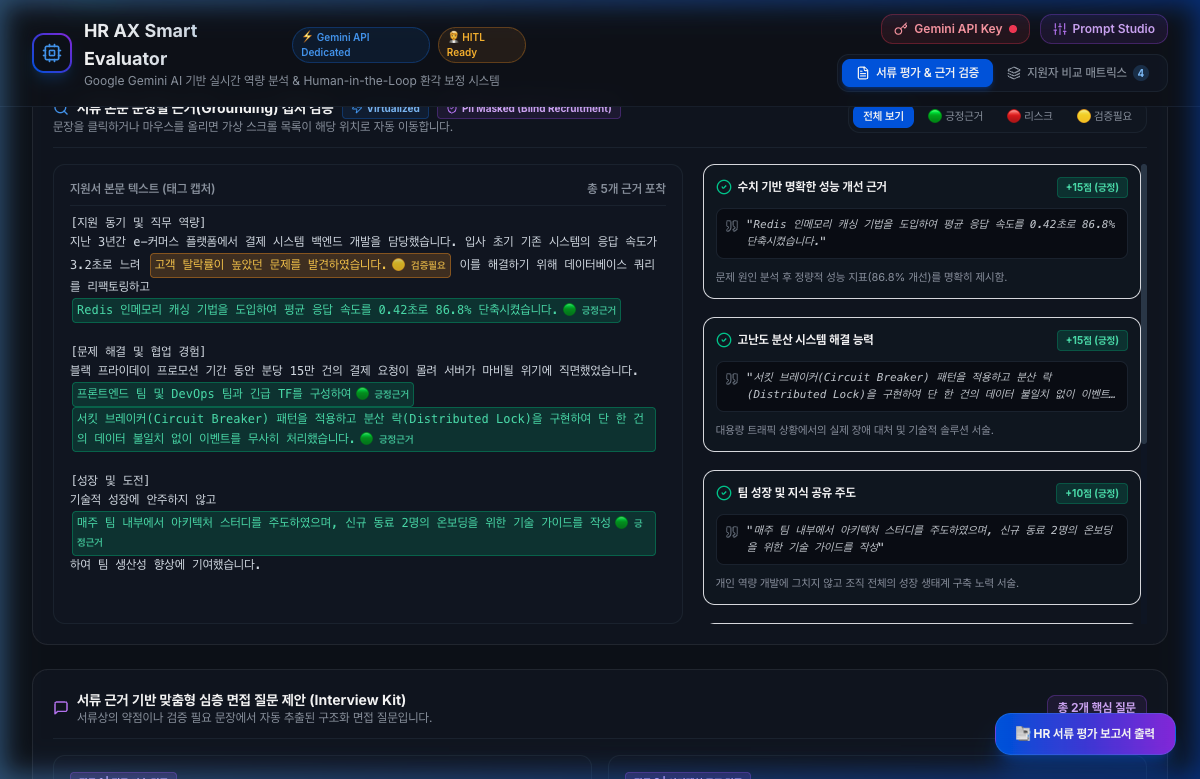 HR AX Smart
Evaluator
⚡ Gemini API
Dedicated
HITL
Ready
Google Gemini AI 기반 실시간 역량 분석 & Human-in-the-Loop 환각 보정 시스템
Gemini API Key
Prompt Studio
서류 평가 & 근거 검증
지원자 비교 매트릭스 4
서류 본문 문장별 근거(Grounding) 캡처 검증
Virtualized
PII Masked (Blind Recruitment)
문장을 클릭하거나 마우스를 올리면 가상 스크롤 목록이 해당 위치로 자동 이동합니다.
전체 보기
긍정근거
리스크
검증필요
지원서 본문 텍스트 (태그 캡처)
총 5개 근거 포착
[지원 동기 및 직무 역량]
지난 3년간 e-커머스 플랫폼에서 결제 시스템 백엔드 개발을 담당했습니다. 입사 초기 기존 시스템의 응답 속도가
3.2초로 느려 고객 탈락률이 높았던 문제를 발견하였습니다. 검증필요 이를 해결하기 위해 데이터베이스 쿼리
를 리팩토링하고
Redis 인메모리 캐싱 기법을 도입하여 평균 응답 속도를 0.42초로 86.8% 단축시켰습니다. 긍정근거
[문제 해결 및 협업 경험]
블랙 프라이데이 프로모션 기간 동안 분당 15만 건의 결제 요청이 몰려 서버가 마비될 위기에 직면했었습니다.
프론트엔드 팀 및 DevOps 팀과 긴급 TF를 구성하여 긍정근거
서킷 브레이커(Circuit Breaker) 패턴을 적용하고 분산 락(Distributed Lock)을 구현하여 단 한 건
의 데이터 불일치 없이 이벤트를 무사히 처리했습니다. 긍정근거
[성장 및 도전]
기술적 성장에 안주하지 않고
매주 팀 내부에서 아키텍처 스터디를 주도하였으며, 신규 동료 2명의 온보딩을 위한 기술 가이드를 작성 긍
정근거
하여 팀 생산성 향상에 기여했습니다.
수치 기반 명확한 성능 개선 근거
+15점 (긍정)
"Redis 인메모리 캐싱 기법을 도입하여 평균 응답 속도를 0.42초로 86.8%
단축시켰습니다."
문제 원인 분석 후 정량적 성능 지표(86.8% 개선)를 명확히 제시함.
고난도 분산 시스템 해결 능력
+15점 (긍정)
"서킷 브레이커(Circuit Breaker) 패턴을 적용하고 분산 락
(Distributed Lock)을 구현하여 단 한 건의 데이터 불일치 없이 이벤트…
대용량 트래픽 상황에서의 실제 장애 대처 및 기술적 솔루션 서술.
팀 성장 및 지식 공유 주도
+10점 (긍정)
"매주 팀 내부에서 아키텍처 스터디를 주도하였으며, 신규 동료 2명의 온보딩
을 위한 기술 가이드를 작성"
개인 역량 개발에 그치지 않고 조직 전체의 성장 생태계 구축 노력 서술.
서류 근거 기반 맞춤형 심층 면접 질문 제안 (Interview Kit)
서류상의 약점이나 검증 필요 문장에서 자동 추출된 구조화 면접 질문입니다.
총 2개 핵심 질문
HR 서류 평가 보고서 출력